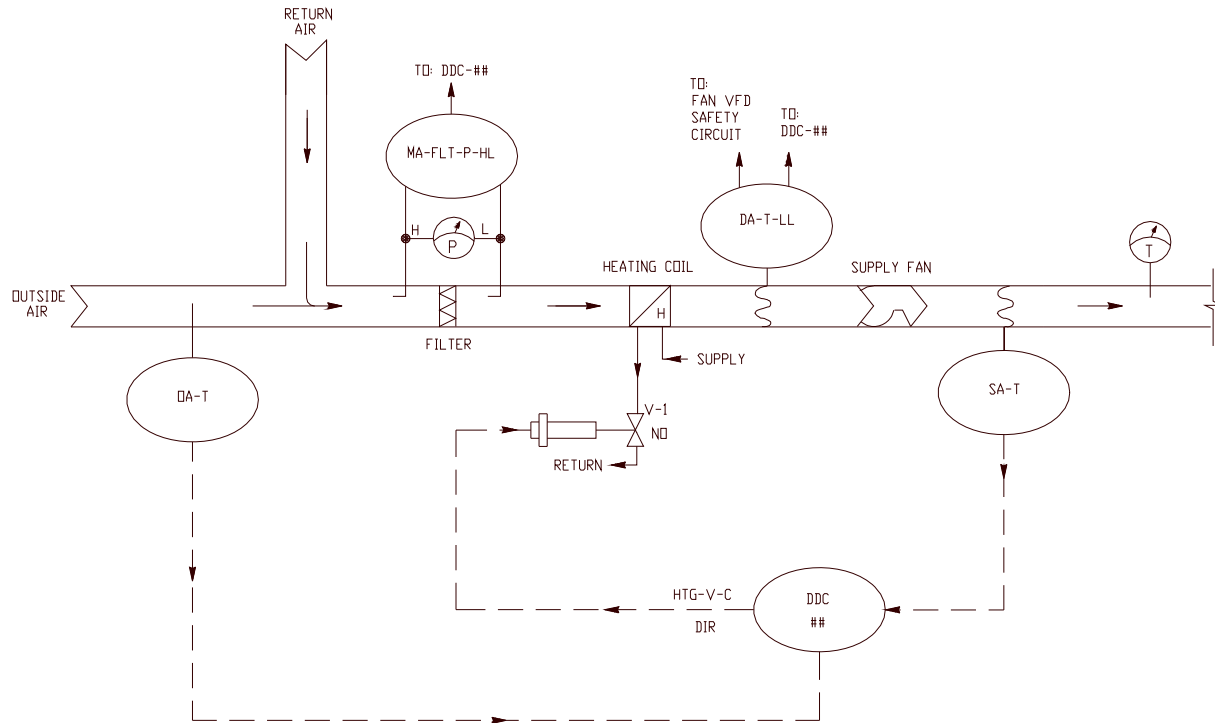 RETURN
AIR
TO: DDC-##
MA-FLT-P-HL
H
L
P
TO:
FAN VFD
SAFETY
CIRCUIT
TO:
DDC-##
DA-T-LL
T
HEATING COIL
SUPPLY FAN
OUTSIDE
AIR
H
FILTER
SUPPLY
OA-T
SA-T
V-1
NO
RETURN
HTG-V-C
DIR
DDC
##